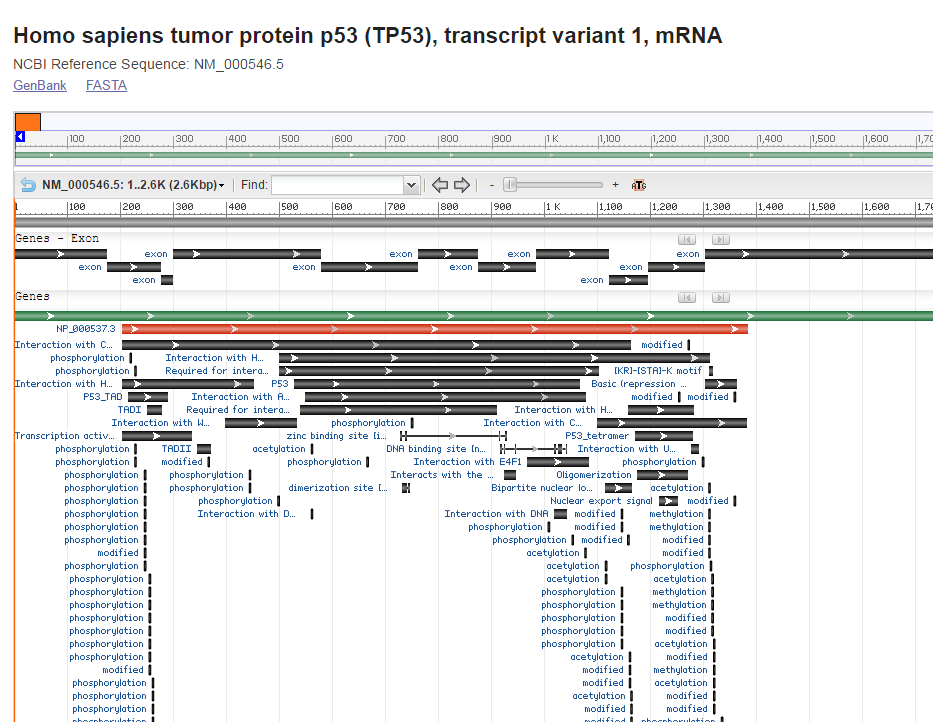 Homo sapiens tumor protein p53 (TP53), transcript variant 1, mRNA
NCBI Reference Sequence: NM_000546.5
GenBank FASTA
100 200 300 400 500 600 700 800 900 1 K 1,100 1,200 1,300 1,400 1,500 1,600 1,70
NM_000546.5: 1..2.6K (2.6Kbp) Find: - + ATG
1 100 200 300 400 500 600 700 800 900 1 K 1,100 1,200 1,300 1,400 1,500 1,600 1,70
Genes - Exon
exon exon exon exon
exon exon exon exon
exon exon
Genes
NP_000537.3
Interaction with C… modified
phosphorylation Interaction with H…
phosphorylation Required for intera… [KR]-[STA]-K motif
Interaction with H… P53 Basic (repression …
P53_TAD Interaction with A… modified modified
TADI Required for intera… Interaction with H…
Interaction with W… phosphorylation Interaction with C…
Transcription activ… zinc binding site [i… P53_tetramer
phosphorylation TADII acetylation DNA binding site [n… Interaction with U…
phosphorylation modified phosphorylation Interaction with E4F1 phosphorylation
phosphorylation phosphorylation Interacts with the … Oligomerization
phosphorylation phosphorylation dimerization site [… Bipartite nuclear lo… acetylation
phosphorylation phosphorylation Nuclear export signal modified
phosphorylation Interaction with D… Interaction with DNA modified methylation
phosphorylation phosphorylation modified methylation
phosphorylation phosphorylation modified modified
modified acetylation modified
phosphorylation acetylation phosphorylation
phosphorylation acetylation acetylation
phosphorylation phosphorylation methylation
phosphorylation phosphorylation methylation
phosphorylation phosphorylation modified
phosphorylation phosphorylation modified
phosphorylation phosphorylation acetylation
phosphorylation acetylation modified
modified modified methylation
phosphorylation modified acetylation
phosphorylation acetylation modified
phosphorylation modified modified
phosphorylation modified phosphorylation